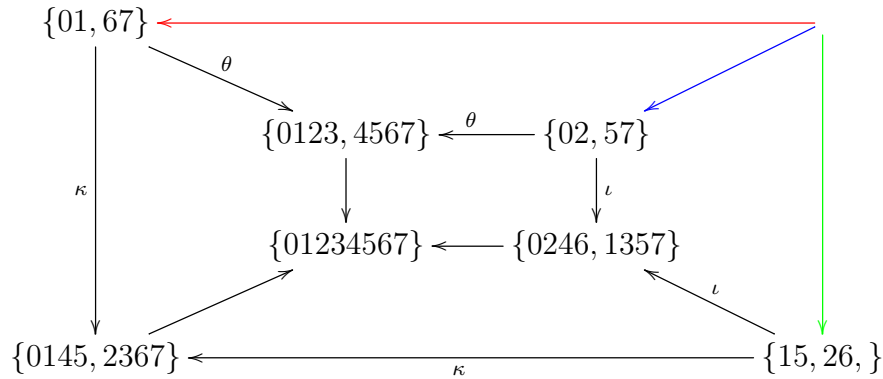 {01, 67}
θ
{0123, 4567} θ {02, 57}
κ ι
{01234567} {0246, 1357}
ι
{0145, 2367} κ {15, 26, }